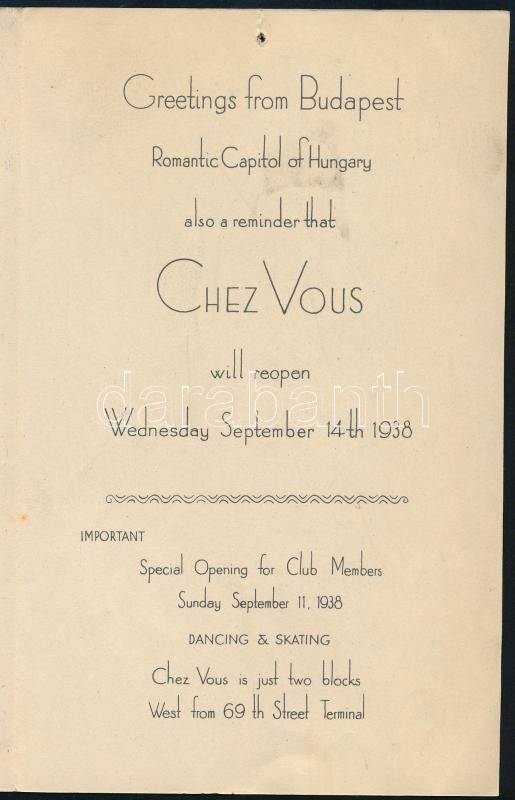 Greetings from Budapest
Romantic Capitol of Hungary
also a reminder that
CHEZ VOUS
will reopen
darabanth
Wednesday September 14th 1938
IMPORTANT
Special Opening for Club Members
Sunday September 11, 1938
DANCING & SKATING
Chez Vous is just two blocks
West from 69th Street Terminal